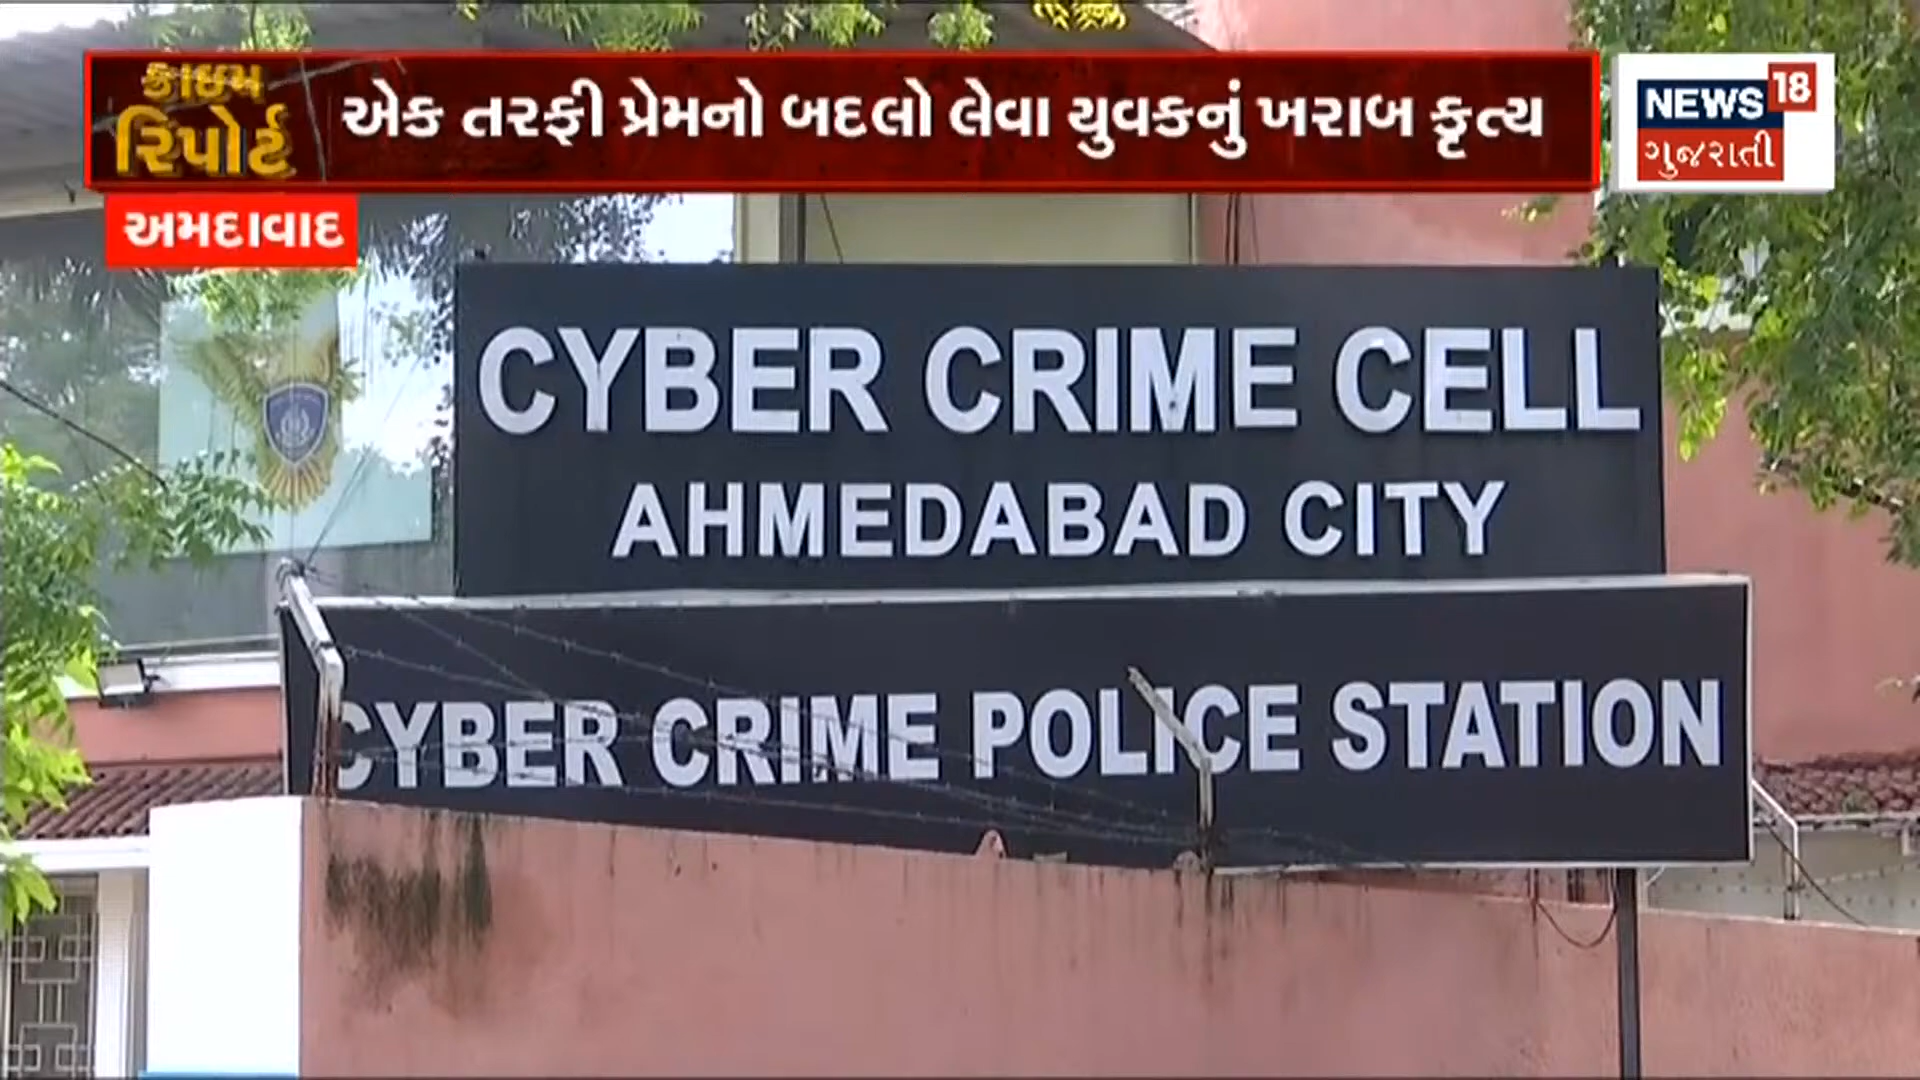 ક્રાઇમ
રિપોર્ટ
એક તરફી પ્રેમનો બદલો લેવા યુવકનું ખરાબ કૃત્ય
NEWS 18
ગુજરાતી
અમદાવાદ
CYBER CRIME CELL
AHMEDABAD CITY
CYBER CRIME POLICE STATION